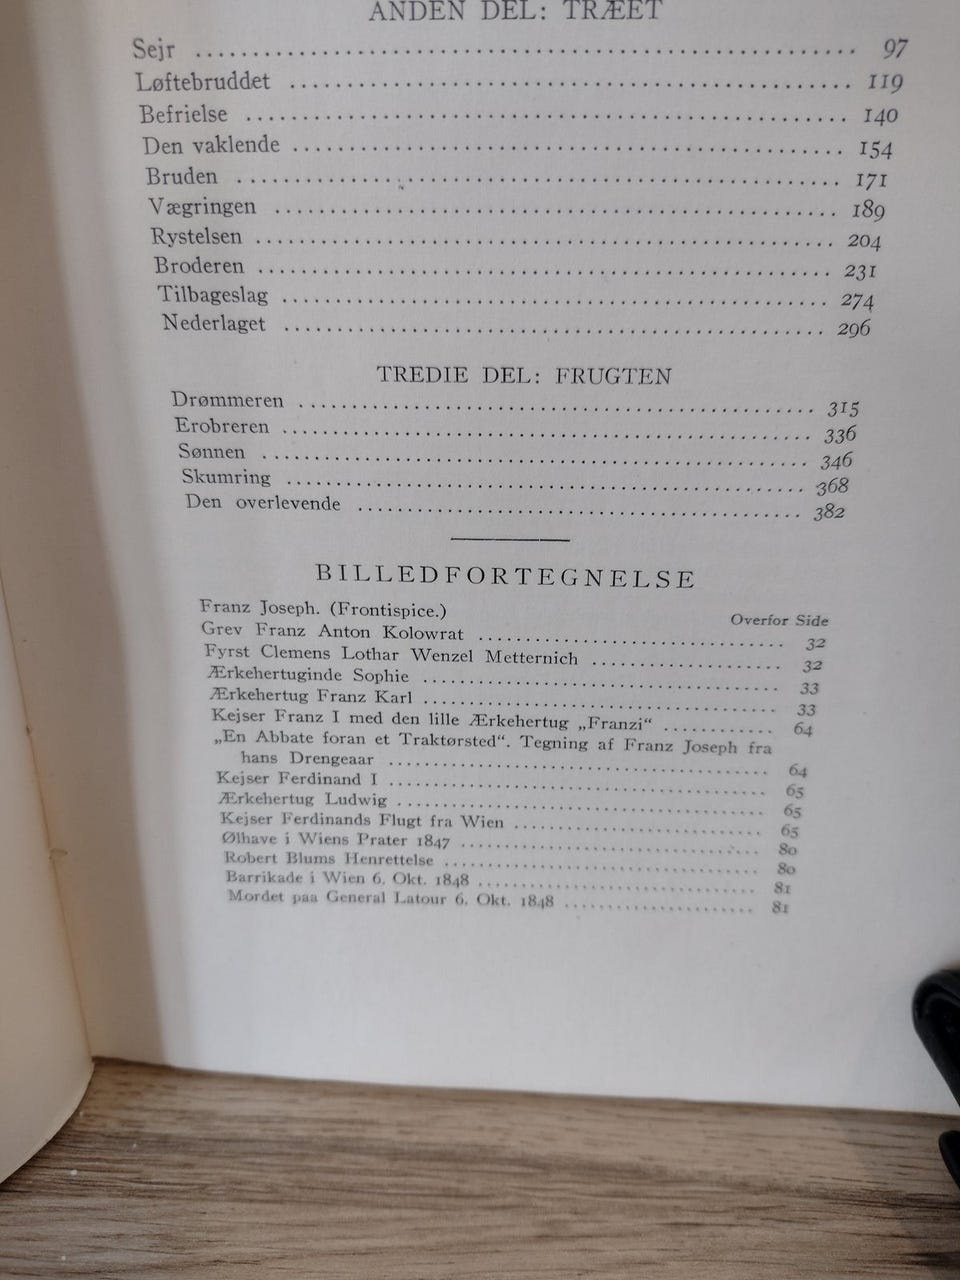 ANDEN DEL: TRÆET
Sejr ........................................................ 97
Løftebruddet ........................................................ 119
Befrielse ........................................................ 140
Den vaklende ........................................................ 154
Bruden ........................................................ 171
Vægringen ........................................................ 189
Rystelsen ........................................................ 204
Broderen ........................................................ 231
Tilbageslag ........................................................ 274
Nederlaget ........................................................ 296
TREDIE DEL: FRUGTEN
Drømmeren ........................................................ 315
Erobreren ........................................................ 336
Sønnen ........................................................ 346
Skumring ........................................................ 368
Den overlevende ........................................................ 382
BILLEDFORTEGNELSE
Overfor Side
Franz Joseph. (Frontispice.)
Grev Franz Anton Kolowrat ................................ 32
Fyrst Clemens Lothar Wenzel Metternich .................... 32
Ærkehertuginde Sophie .................................... 33
Ærkehertug Franz Karl .................................... 33
Kejser Franz I med den lille Ærkehertug „Franzi“ ............ 64
„En Abbate foran et Traktørsted“. Tegning af Franz Joseph fra
hans Drengeaar ........................................ 64
Kejser Ferdinand I ........................................ 65
Ærkehertug Ludwig ........................................ 65
Kejser Ferdinands Flugt fra Wien ............................ 65
Ølhave i Wiens Prater 1847 ................................ 80
Robert Blums Henrettelse .................................. 80
Barrikade i Wien 6. Okt. 1848 .............................. 81
Mordet paa General Latour 6. Okt. 1848 .................... 81